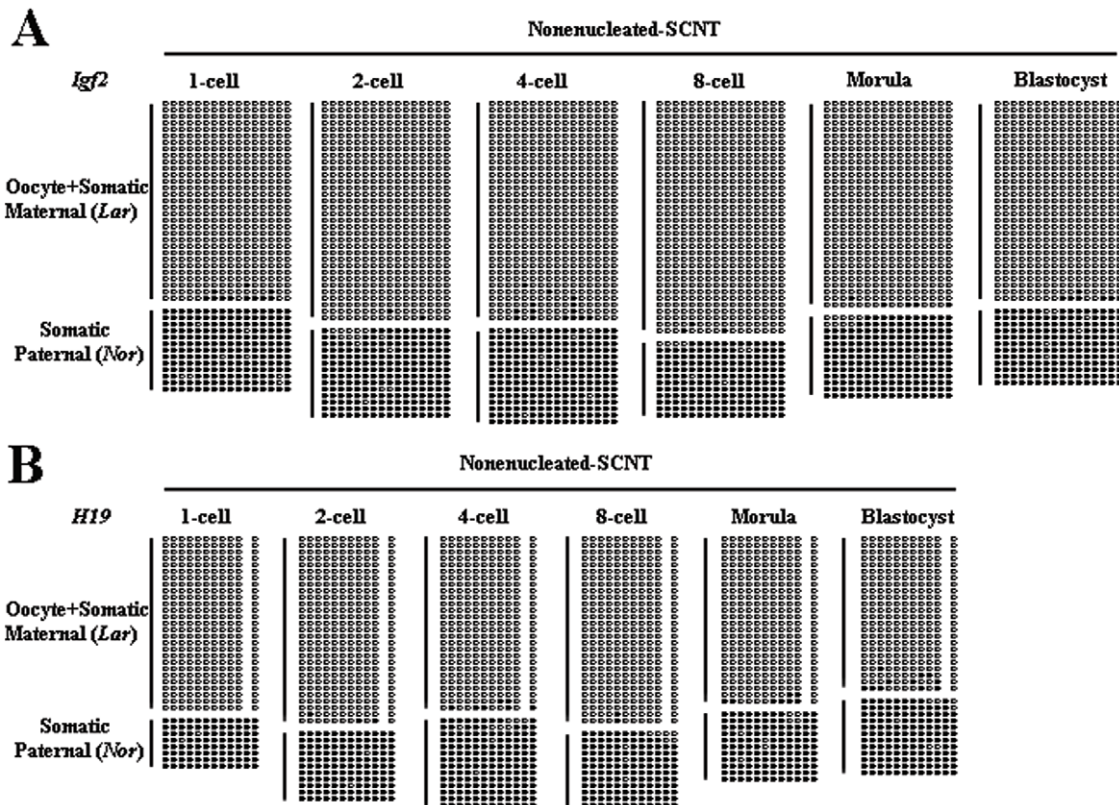 A
Nonenucleated-SCNT
Igf2 1-cell 2-cell 4-cell 8-cell Morula Blastocyst
Oocyte+Somatic
Maternal (Lar)
Somatic
Paternal (Nor)
B
Nonenucleated-SCNT
H19 1-cell 2-cell 4-cell 8-cell Morula Blastocyst
Oocyte+Somatic
Maternal (Lar)
Somatic
Paternal (Nor)